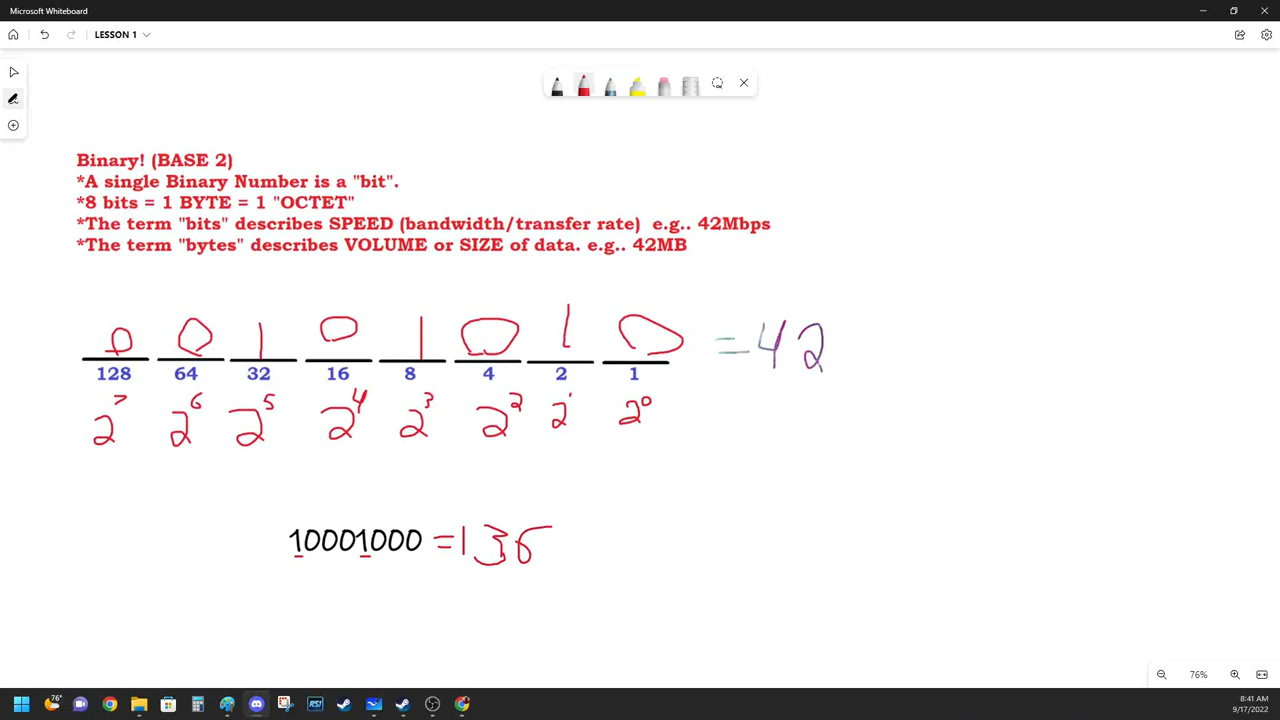 Microsoft Whiteboard
LESSON 1
Binary! (BASE 2)
*A single Binary Number is a "bit".
*8 bits = 1 BYTE = 1 "OCTET"
*The term "bits" describes SPEED (bandwidth/transfer rate)  e.g.. 42Mbps
*The term "bytes" describes VOLUME or SIZE of data. e.g.. 42MB
0 0 1 0 1 0 1 0 = 42
128 64 32 16 8 4 2 1
2⁷ 2⁶ 2⁵ 2⁴ 2³ 2² 2¹ 2⁰
10001000 = 136
76%
76°
RSI
8:41 AM
9/17/2022